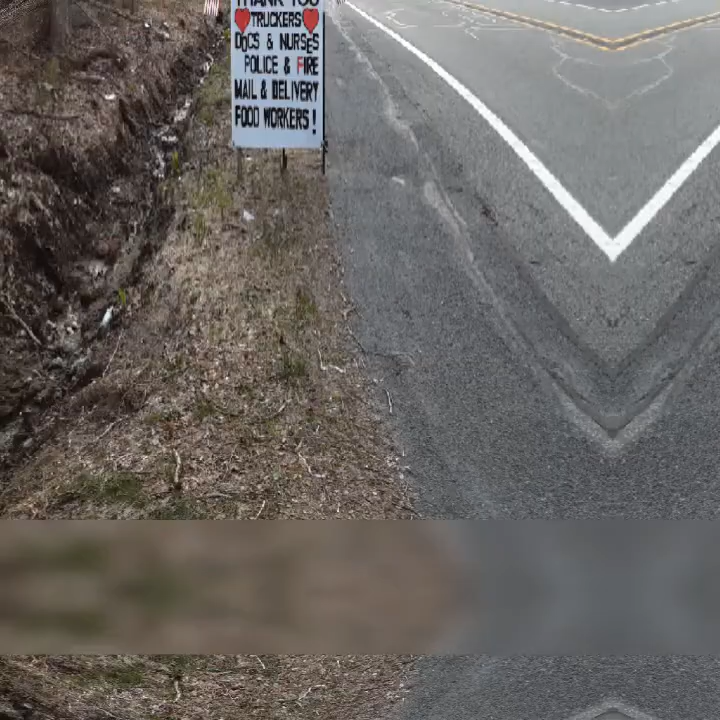 THANK YOU
TRUCKERS
DOCS & NURSES
POLICE & FIRE
MAIL & DELIVERY
FOOD WORKERS!